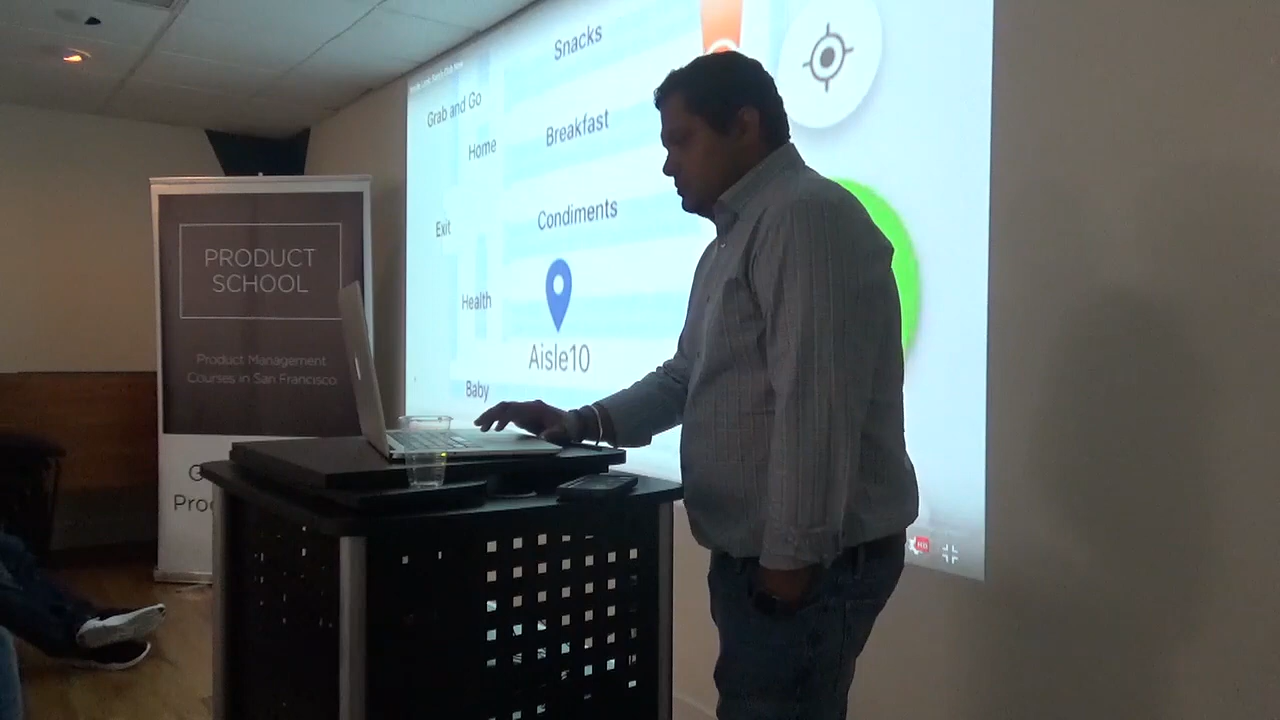 Snacks
Grab and Go
Breakfast
Home
Condiments
Exit
Health
Aisle10
Baby
HD
PRODUCT
SCHOOL
Product Management
Courses in San Francisco